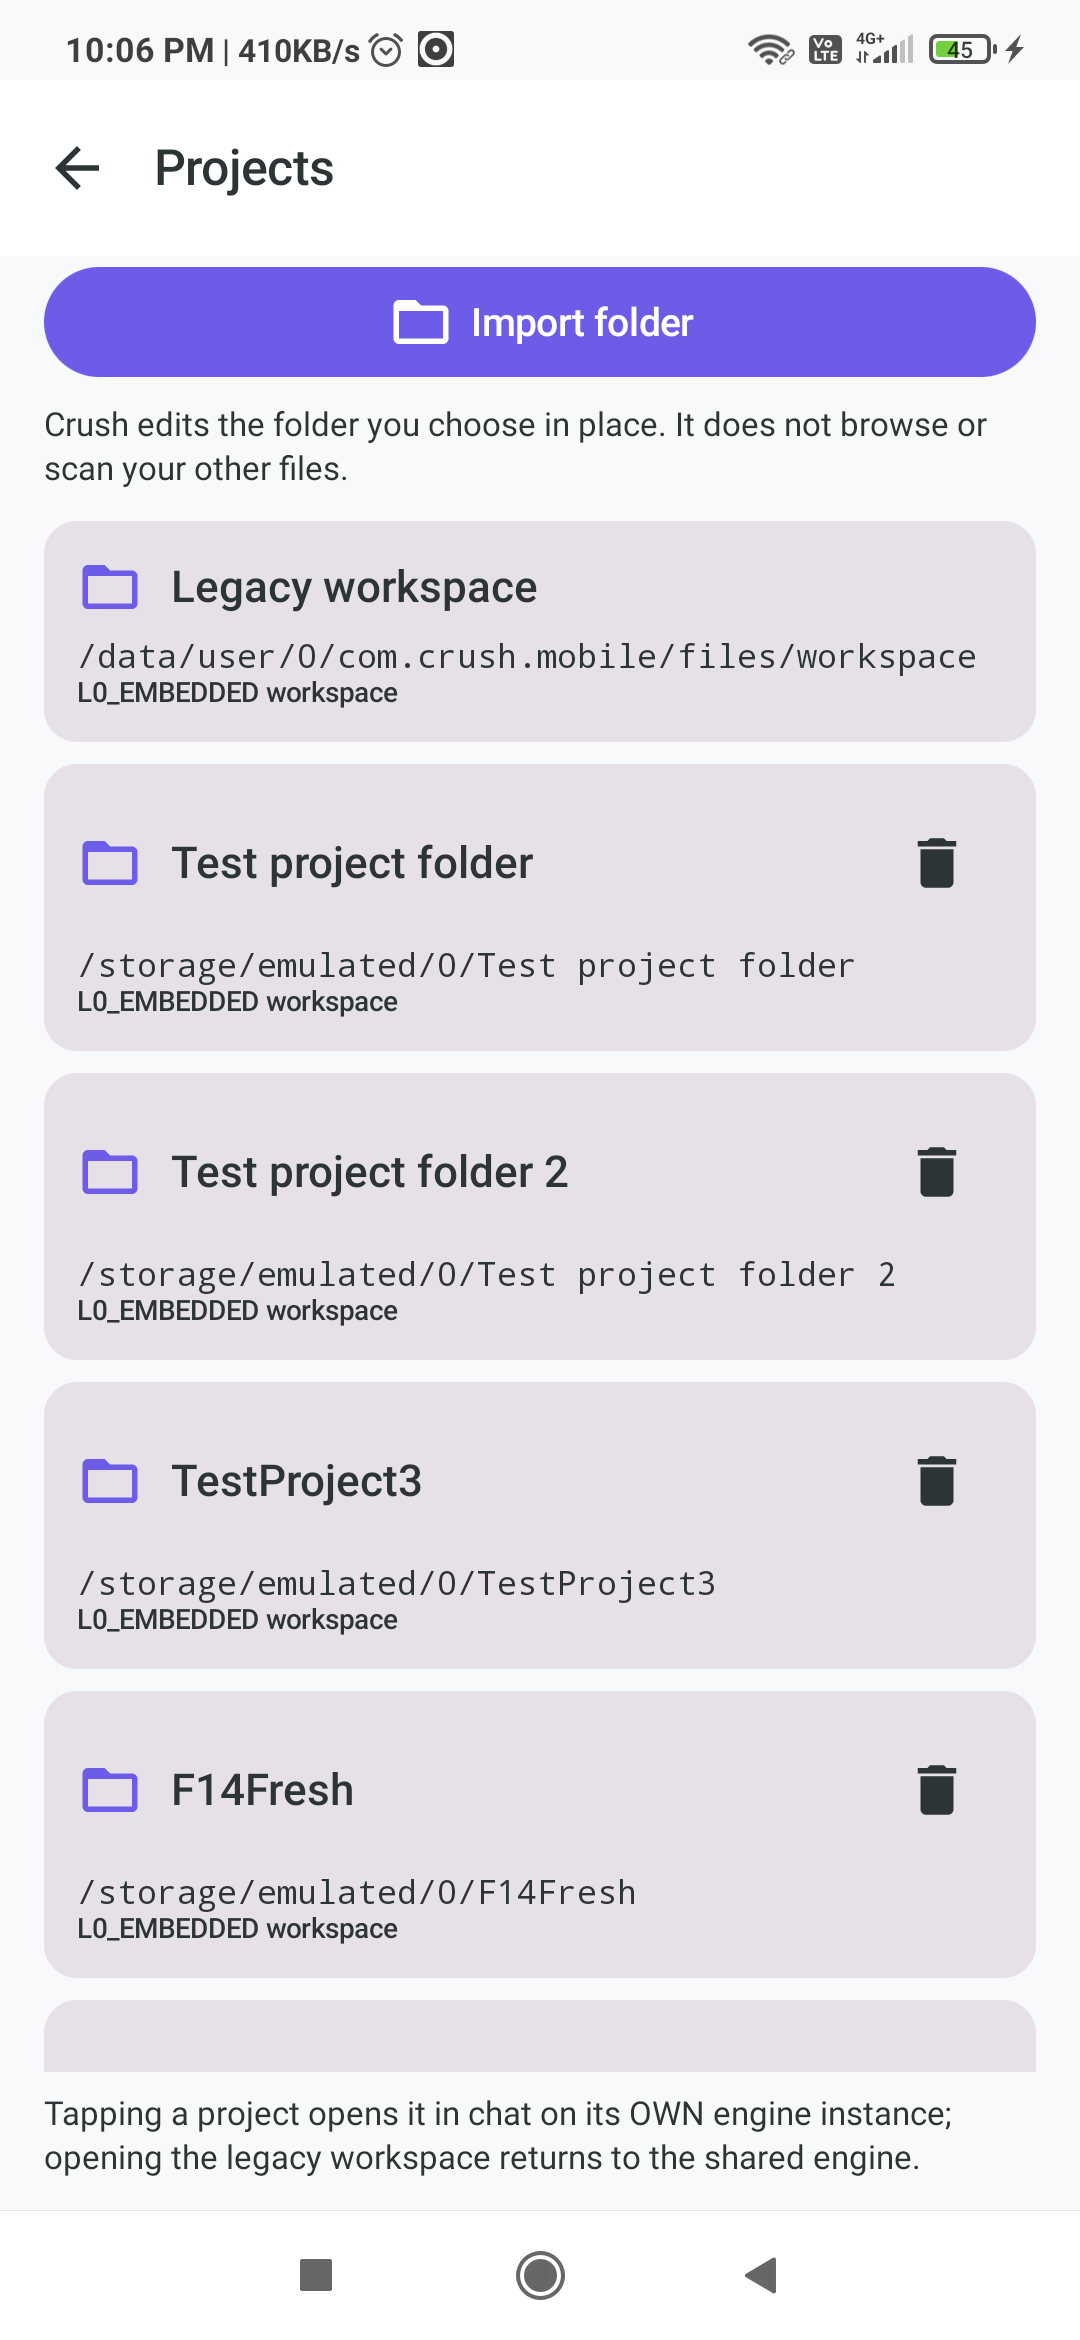 10:06 PM | 410KB/s
Vo LTE 4G+ 45
Projects
Import folder
Crush edits the folder you choose in place. It does not browse or
scan your other files.
Legacy workspace
/data/user/0/com.crush.mobile/files/workspace
L0_EMBEDDED workspace
Test project folder
/storage/emulated/0/Test project folder
L0_EMBEDDED workspace
Test project folder 2
/storage/emulated/0/Test project folder 2
L0_EMBEDDED workspace
TestProject3
/storage/emulated/0/TestProject3
L0_EMBEDDED workspace
F14Fresh
/storage/emulated/0/F14Fresh
L0_EMBEDDED workspace
Tapping a project opens it in chat on its OWN engine instance;
opening the legacy workspace returns to the shared engine.